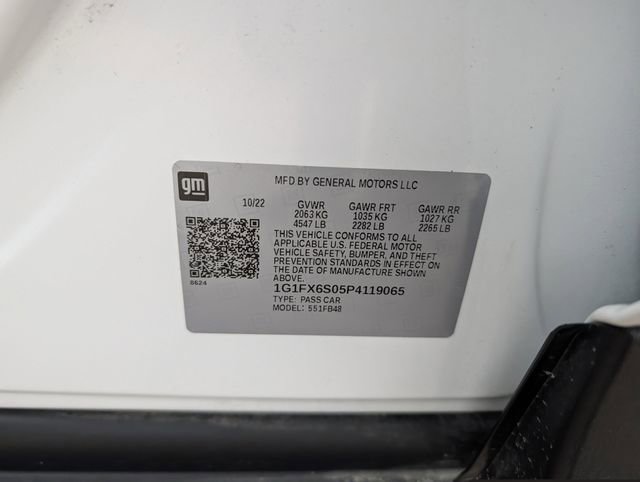 gm
MFD BY GENERAL MOTORS LLC
10/22 GVWR GAWR FRT GAWR RR
2063 KG 1035 KG 1027 KG
4547 LB 2282 LB 2265 LB
THIS VEHICLE CONFORMS TO ALL
APPLICABLE U.S. FEDERAL MOTOR
VEHICLE SAFETY, BUMPER, AND THEFT
PREVENTION STANDARDS IN EFFECT ON
THE DATE OF MANUFACTURE SHOWN
ABOVE.
8624
1G1FX6S05P4119065
TYPE: PASS CAR
MODEL: 551FB48